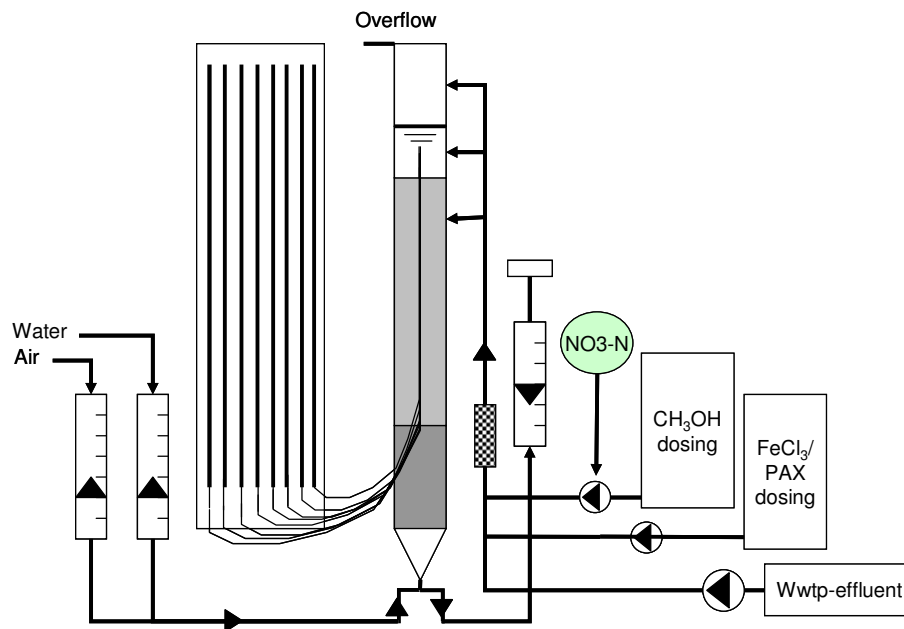 Overflow
Water
Air
NO3-N
CH₃OH
dosing
FeCl₃/
PAX
dosing
Wwtp-effluent